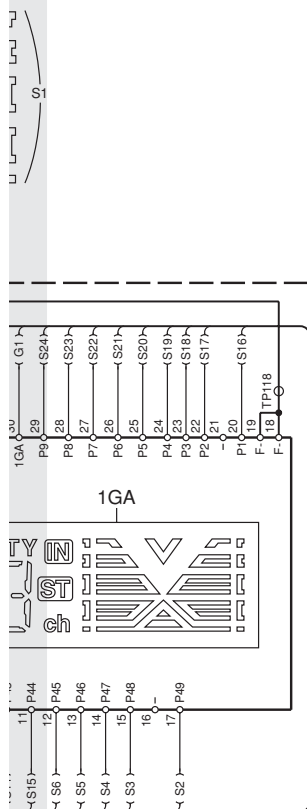 S1
G1
S24
S23
S22
S21
S20
S19
S18
S17
S16
TP118
30 29 28 27 26 25 24 23 22 21 20 19 18
1GA P9 P8 P7 P6 P5 P4 P3 P2 – P1 F- F-
1GA
TY IN
ST
ch
P44 P45 P46 P47 P48 – P49
11 12 13 14 15 16 17
S15 S6 S5 S4 S3 S2